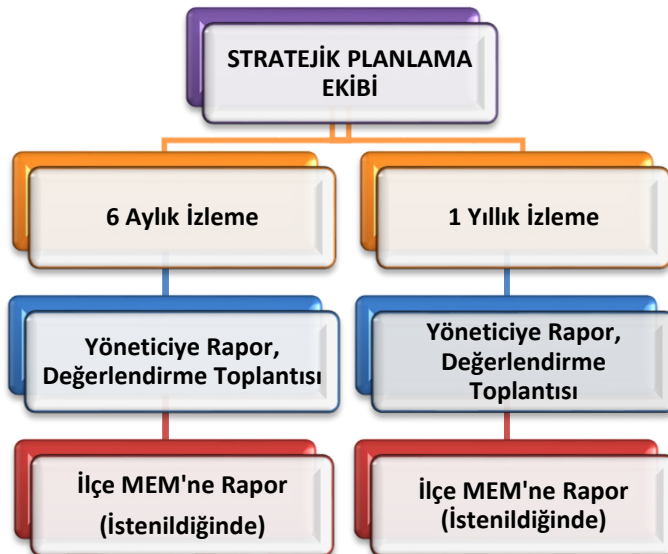 STRATEJİK PLANLAMA
EKİBİ
6 Aylık İzleme
1 Yıllık İzleme
Yöneticiye Rapor,
Değerlendirme Toplantısı
Yöneticiye Rapor,
Değerlendirme
Toplantısı
İlçe MEM'ne Rapor
(İstenildiğinde)
İlçe MEM'ne Rapor
(İstenildiğinde)